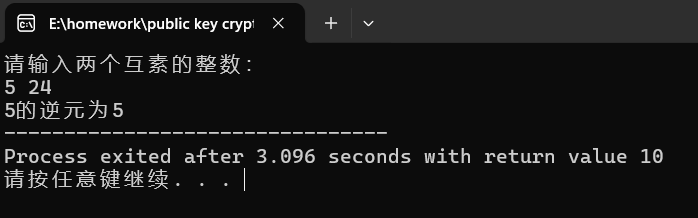 E:\homework\public key crypt
请输入两个互素的整数：
5 24
5的逆元为5
--------------------------------
Process exited after 3.096 seconds with return value 10
请按任意键继续. . .